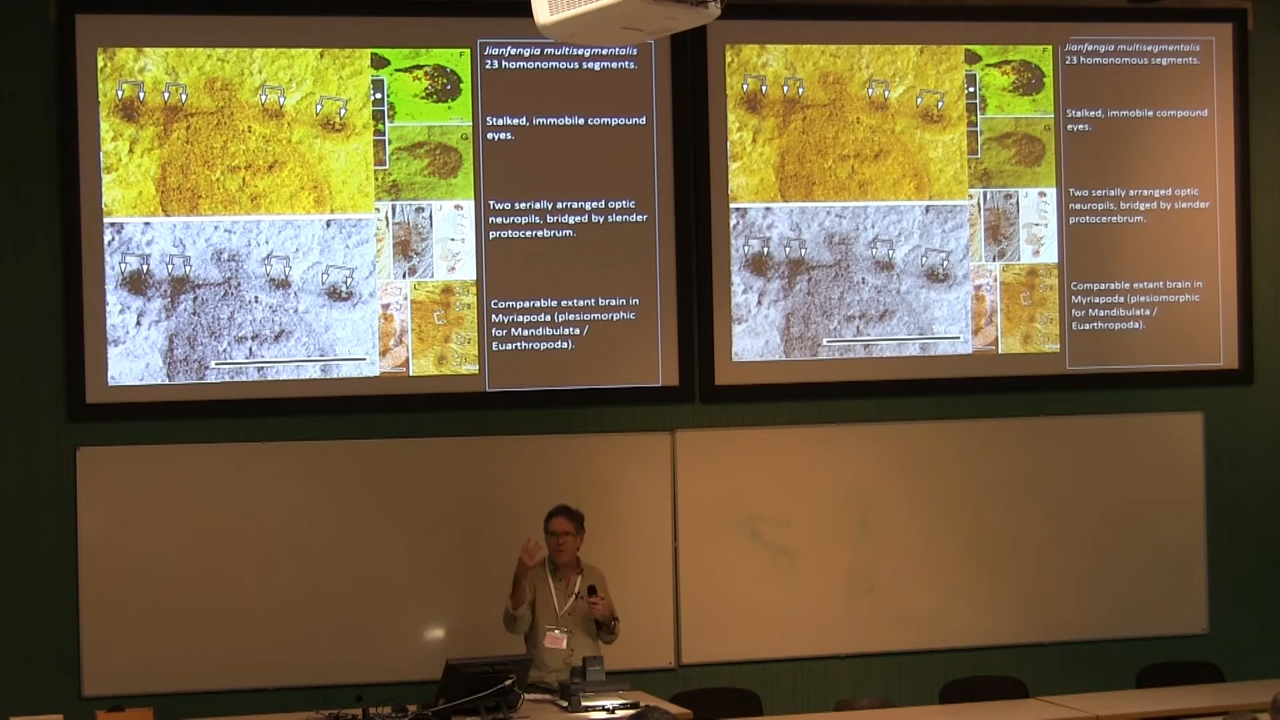 Jianfengia multisegmentalis
23 homonomous segments.
Stalked, immobile compound
eyes.
Two serially arranged optic
neuropils, bridged by slender
protocerebrum.
Comparable extant brain in
Myriapoda (plesiomorphic
for Mandibulata /
Euarthropoda).
F
G
Jianfengia multisegmentalis
23 homonomous segments.
Stalked, immobile compound
eyes.
Two serially arranged optic
neuropils, bridged by slender
protocerebrum.
Comparable extant brain in
Myriapoda (plesiomorphic
for Mandibulata /
Euarthropoda).
F
G